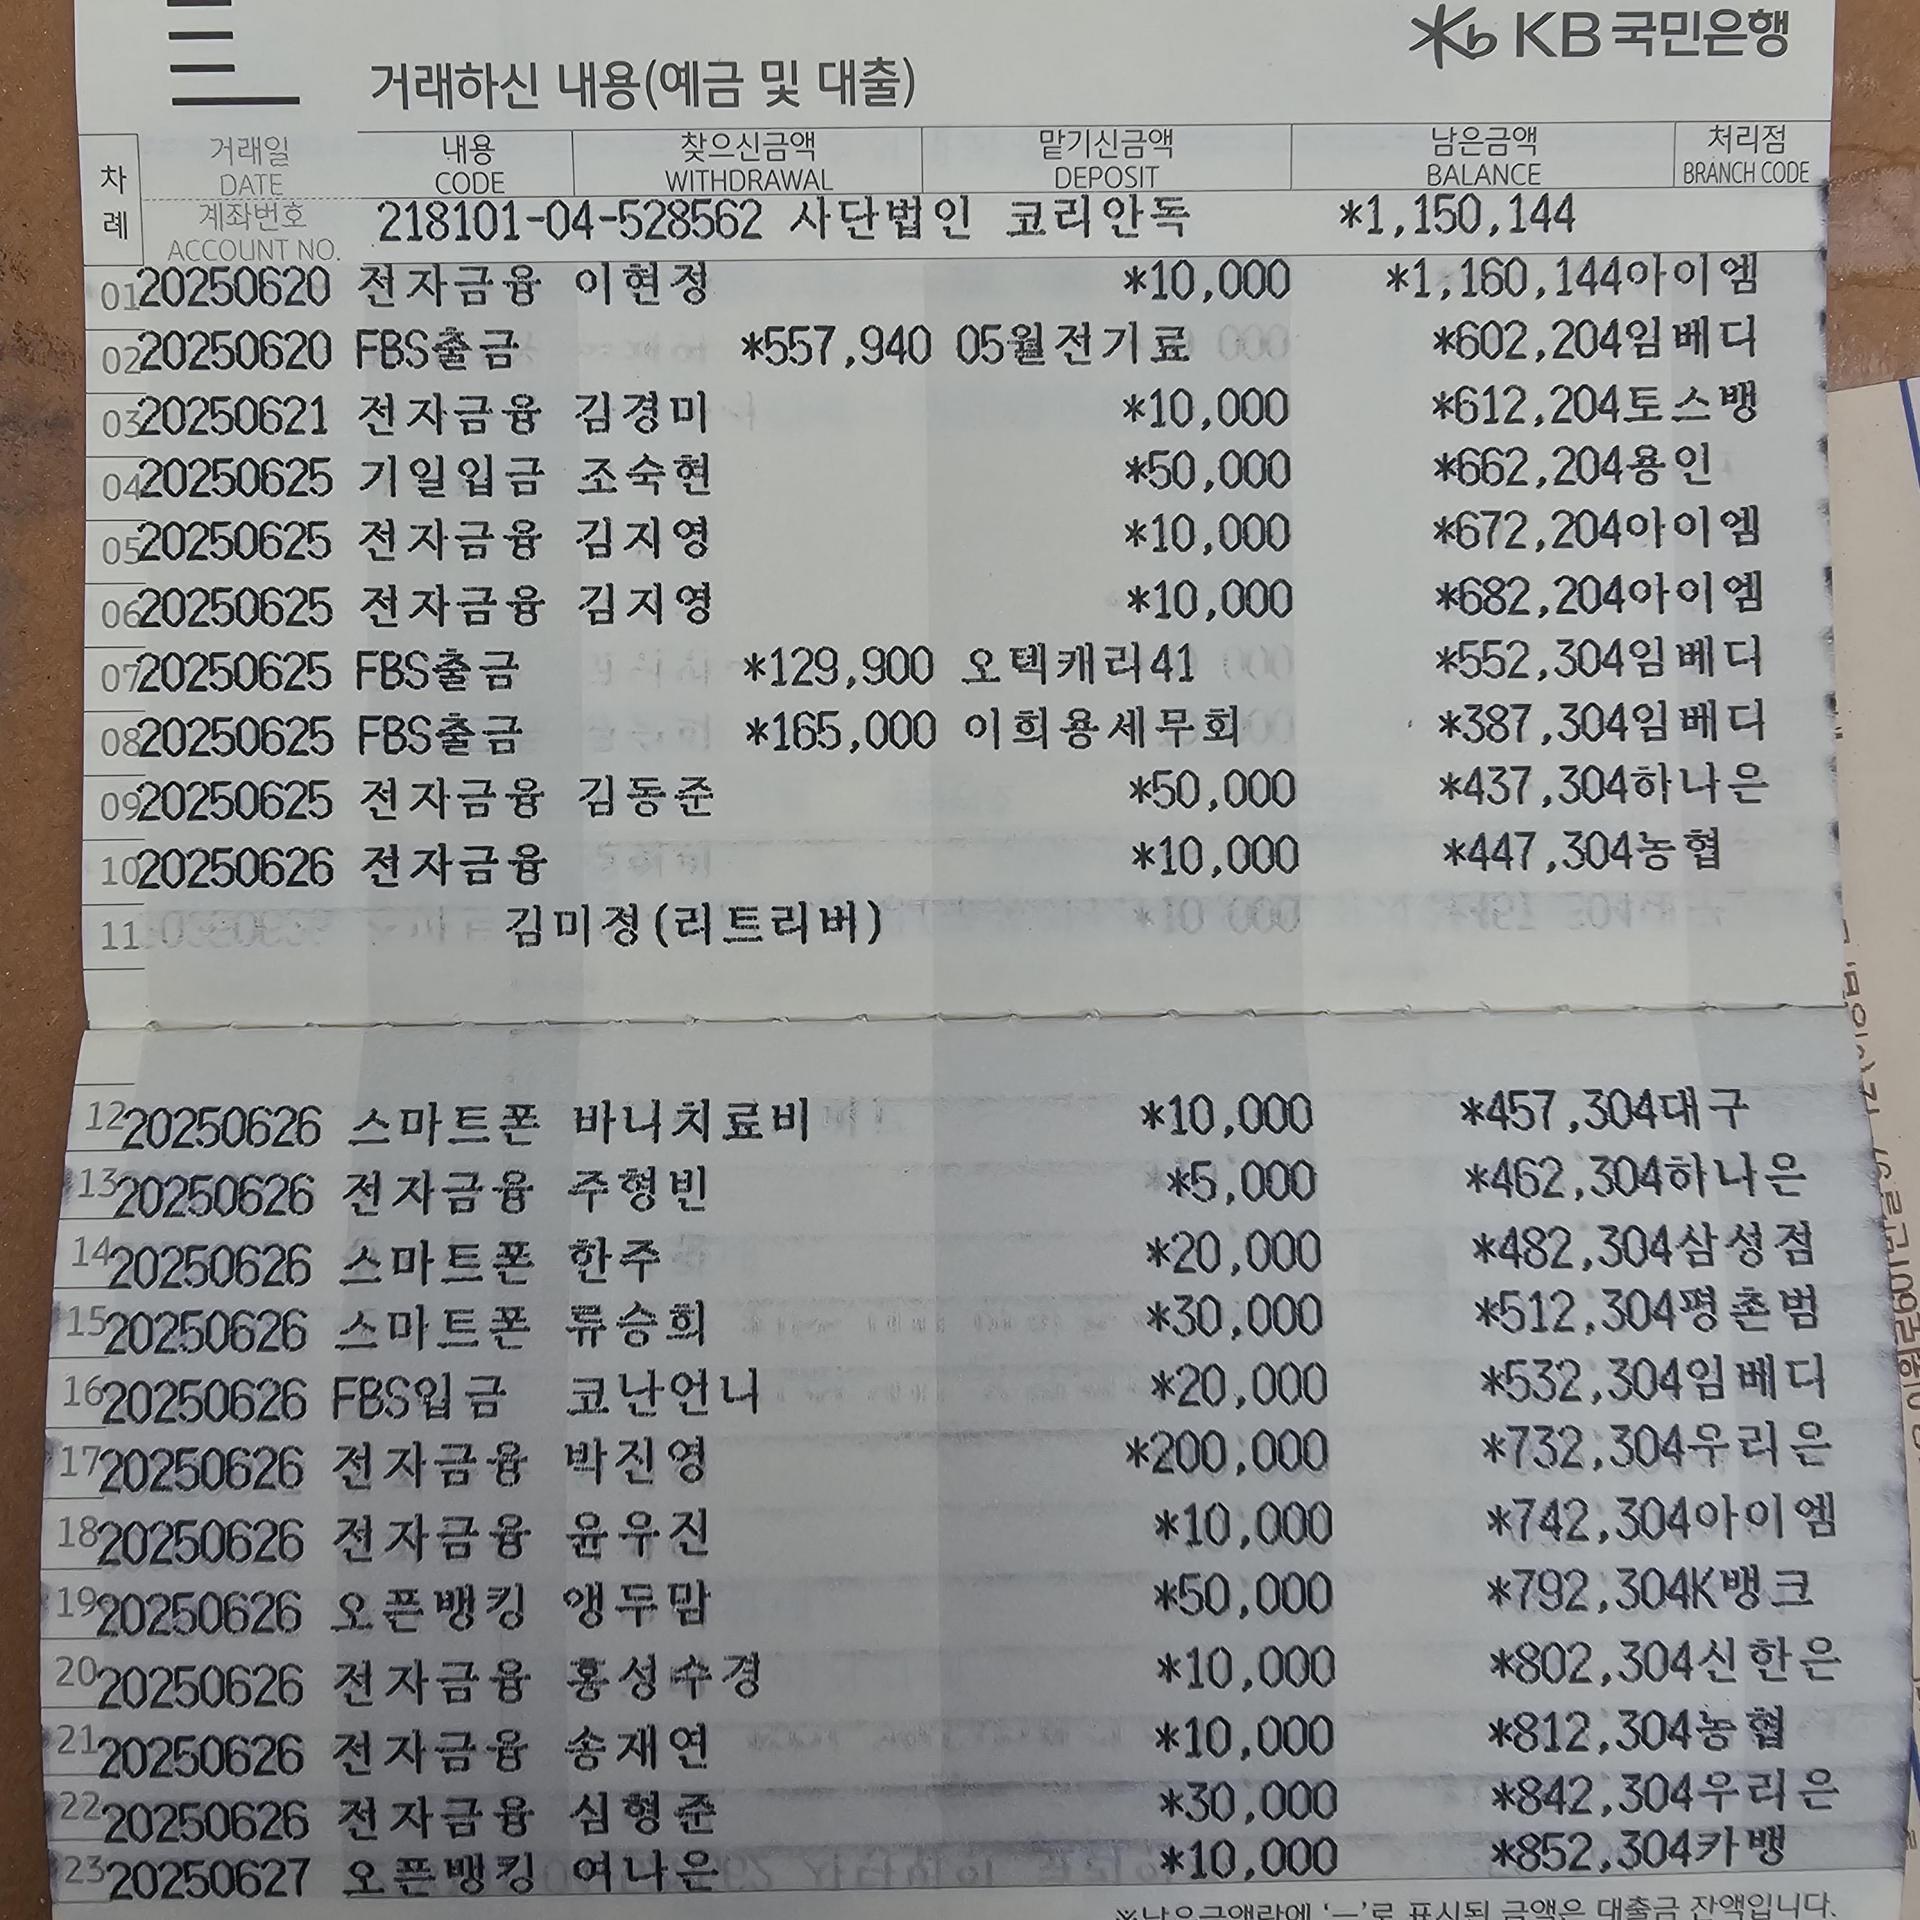 KB국민은행
거래하신 내용(예금 및 대출)
차례 거래일 내용 찾으신금액 맡기신금액 남은금액 처리점
DATE CODE WITHDRAWAL DEPOSIT BALANCE BRANCH CODE
계좌번호 ACCOUNT NO. 218101-04-528562 사단법인 코리안독 *1,150,144
01 20250620 전자금융 이현정 *10,000 *1,160,144아이엠
02 20250620 FBS출금 *557,940 05월전기료 *602,204임베디
03 20250621 전자금융 김경미 *10,000 *612,204토스뱅
04 20250625 기일입금 조숙현 *50,000 *662,204용인
05 20250625 전자금융 김지영 *10,000 *672,204아이엠
06 20250625 전자금융 김지영 *10,000 *682,204아이엠
07 20250625 FBS출금 *129,900 오텍캐리41 *552,304임베디
08 20250625 FBS출금 *165,000 이희용세무회 *387,304임베디
09 20250625 전자금융 김동준 *50,000 *437,304하나은
10 20250626 전자금융 *10,000 *447,304농협
11 김미정(리트리버)
12 20250626 스마트폰 바니치료비 *10,000 *457,304대구
13 20250626 전자금융 주형빈 *5,000 *462,304하나은
14 20250626 스마트폰 한주 *20,000 *482,304삼성점
15 20250626 스마트폰 류승희 *30,000 *512,304평촌범
16 20250626 FBS입금 코난언니 *20,000 *532,304임베디
17 20250626 전자금융 박진영 *200,000 *732,304우리은
18 20250626 전자금융 윤우진 *10,000 *742,304아이엠
19 20250626 오픈뱅킹 앵두맘 *50,000 *792,304K뱅크
20 20250626 전자금융 홍성수경 *10,000 *802,304신한은
21 20250626 전자금융 송재연 *10,000 *812,304농협
22 20250626 전자금융 심형준 *30,000 *842,304우리은
23 20250627 오픈뱅킹 여나은 *10,000 *852,304카뱅
※남은금액란에 '—'로 표시된 금액은 대출금 잔액입니다.